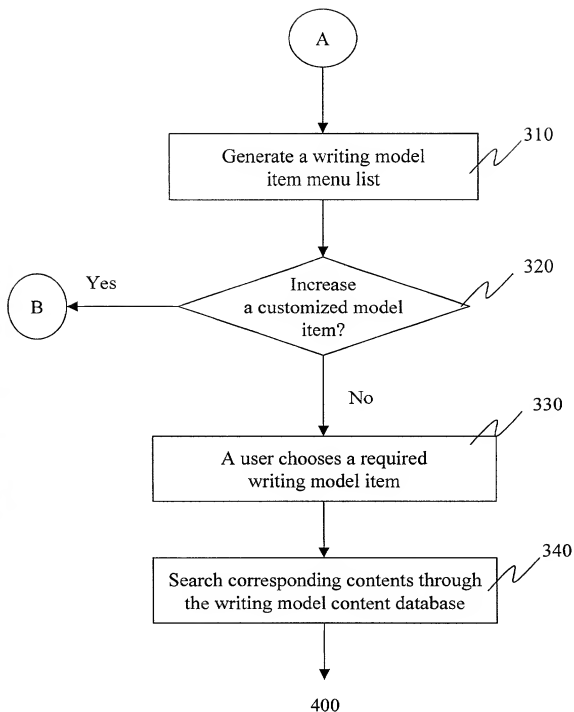 A
Generate a writing model
item menu list
310
Increase
a customized model
item?
320
Yes
B
No
A user chooses a required
writing model item
330
Search corresponding contents through
the writing model content database
340
400